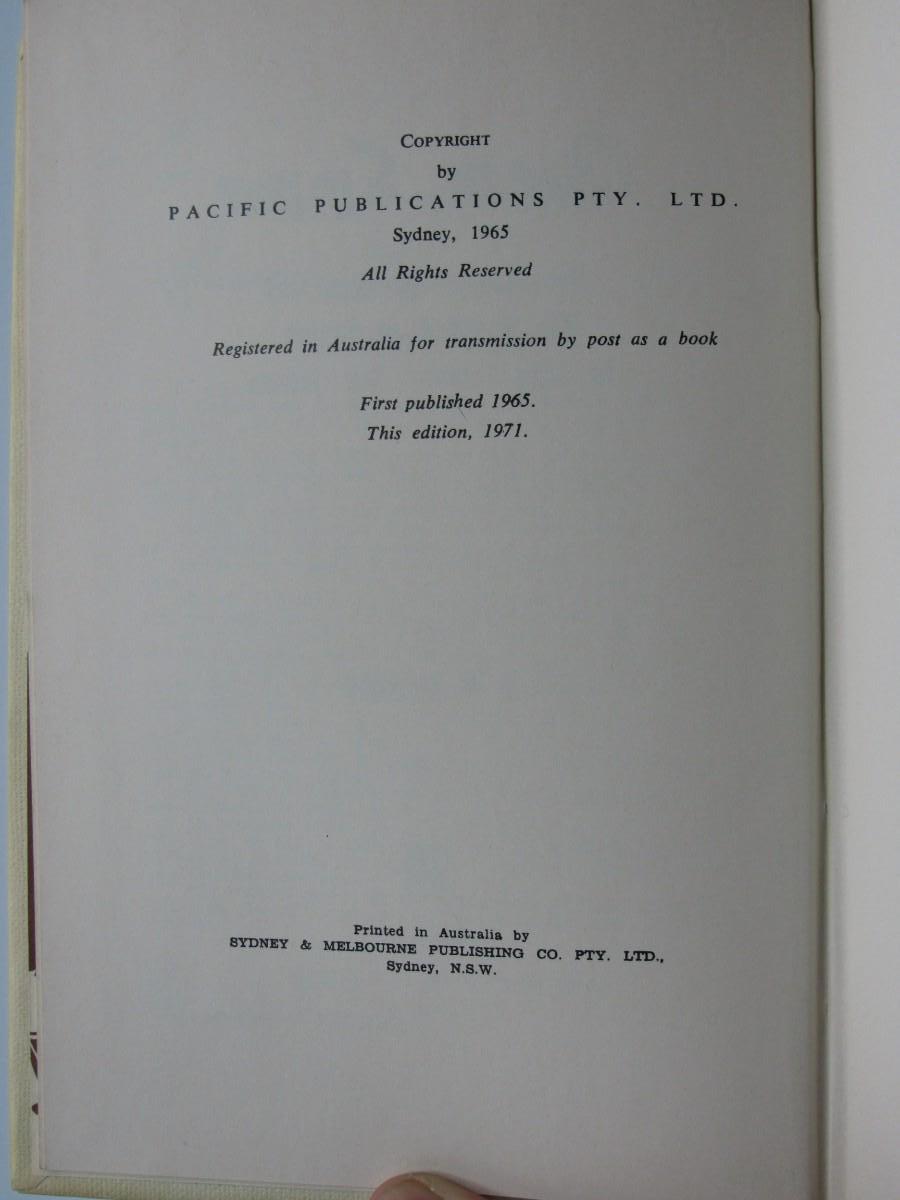 COPYRIGHT
by
PACIFIC PUBLICATIONS PTY. LTD.
Sydney, 1965
All Rights Reserved
Registered in Australia for transmission by post as a book
First published 1965.
This edition, 1971.
Printed in Australia by
SYDNEY & MELBOURNE PUBLISHING CO. PTY. LTD.,
Sydney, N.S.W.